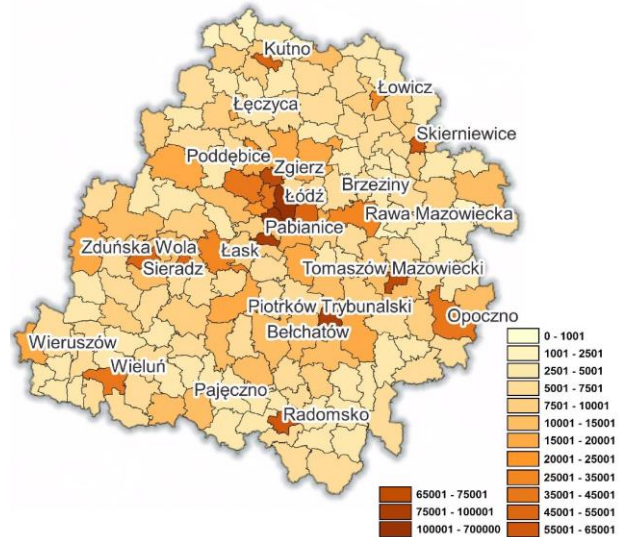 Kutno
Łowicz
Łęczyca
Skierniewice
Poddębice
Zgierz
Łódź
Brzeziny
Rawa Mazowiecka
Pabianice
Zduńska Wola
Łask
Sieradz
Tomaszów Mazowiecki
Piotrków Trybunalski
Opoczno
Bełchatów
Wieruszów
Wieluń
Pajęczno
Radomsko
0 - 1001
1001 - 2501
2501 - 5001
5001 - 7501
7501 - 10001
10001 - 15001
15001 - 20001
20001 - 25001
25001 - 35001
35001 - 45001
45001 - 55001
55001 - 65001
65001 - 75001
75001 - 100001
100001 - 700000